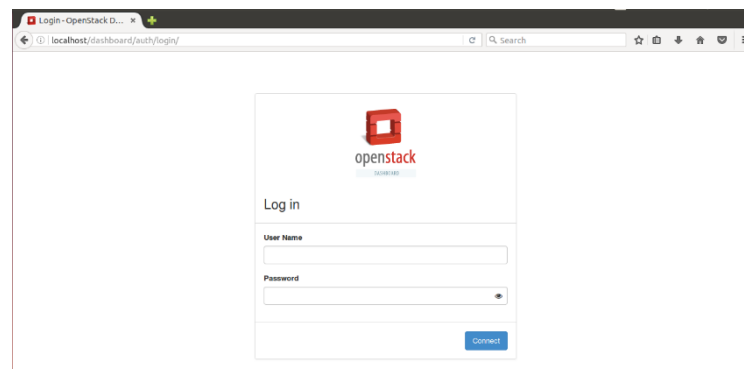 Login - OpenStack D...
localhost/dashboard/auth/login/
Search
openstack
DASHBOARD
Log in
User Name
Password
Connect